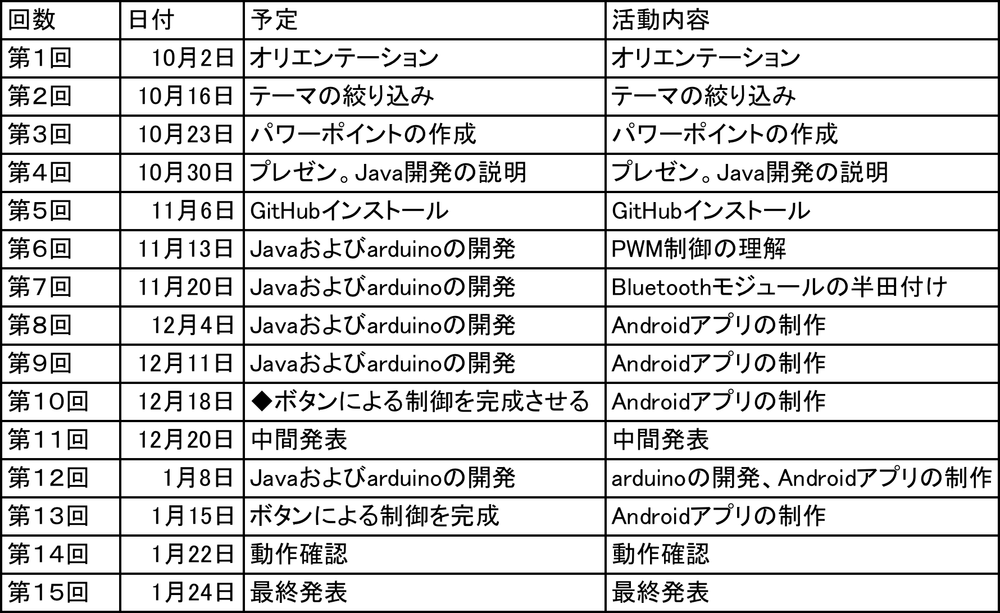 回数 日付 予定 活動内容
第１回 10月2日 オリエンテーション オリエンテーション
第２回 10月16日 テーマの絞り込み テーマの絞り込み
第３回 10月23日 パワーポイントの作成 パワーポイントの作成
第４回 10月30日 プレゼン。Java開発の説明 プレゼン。Java開発の説明
第５回 11月6日 GitHubインストール GitHubインストール
第６回 11月13日 Javaおよびarduinoの開発 PWM制御の理解
第７回 11月20日 Javaおよびarduinoの開発 Bluetoothモジュールの半田付け
第８回 12月4日 Javaおよびarduinoの開発 Androidアプリの制作
第９回 12月11日 Javaおよびarduinoの開発 Androidアプリの制作
第１０回 12月18日 ◆ボタンによる制御を完成させる Androidアプリの制作
第１１回 12月20日 中間発表 中間発表
第１２回 1月8日 Javaおよびarduinoの開発 arduinoの開発、Androidアプリの制作
第１３回 1月15日 ボタンによる制御を完成 Androidアプリの制作
第１４回 1月22日 動作確認 動作確認
第１５回 1月24日 最終発表 最終発表